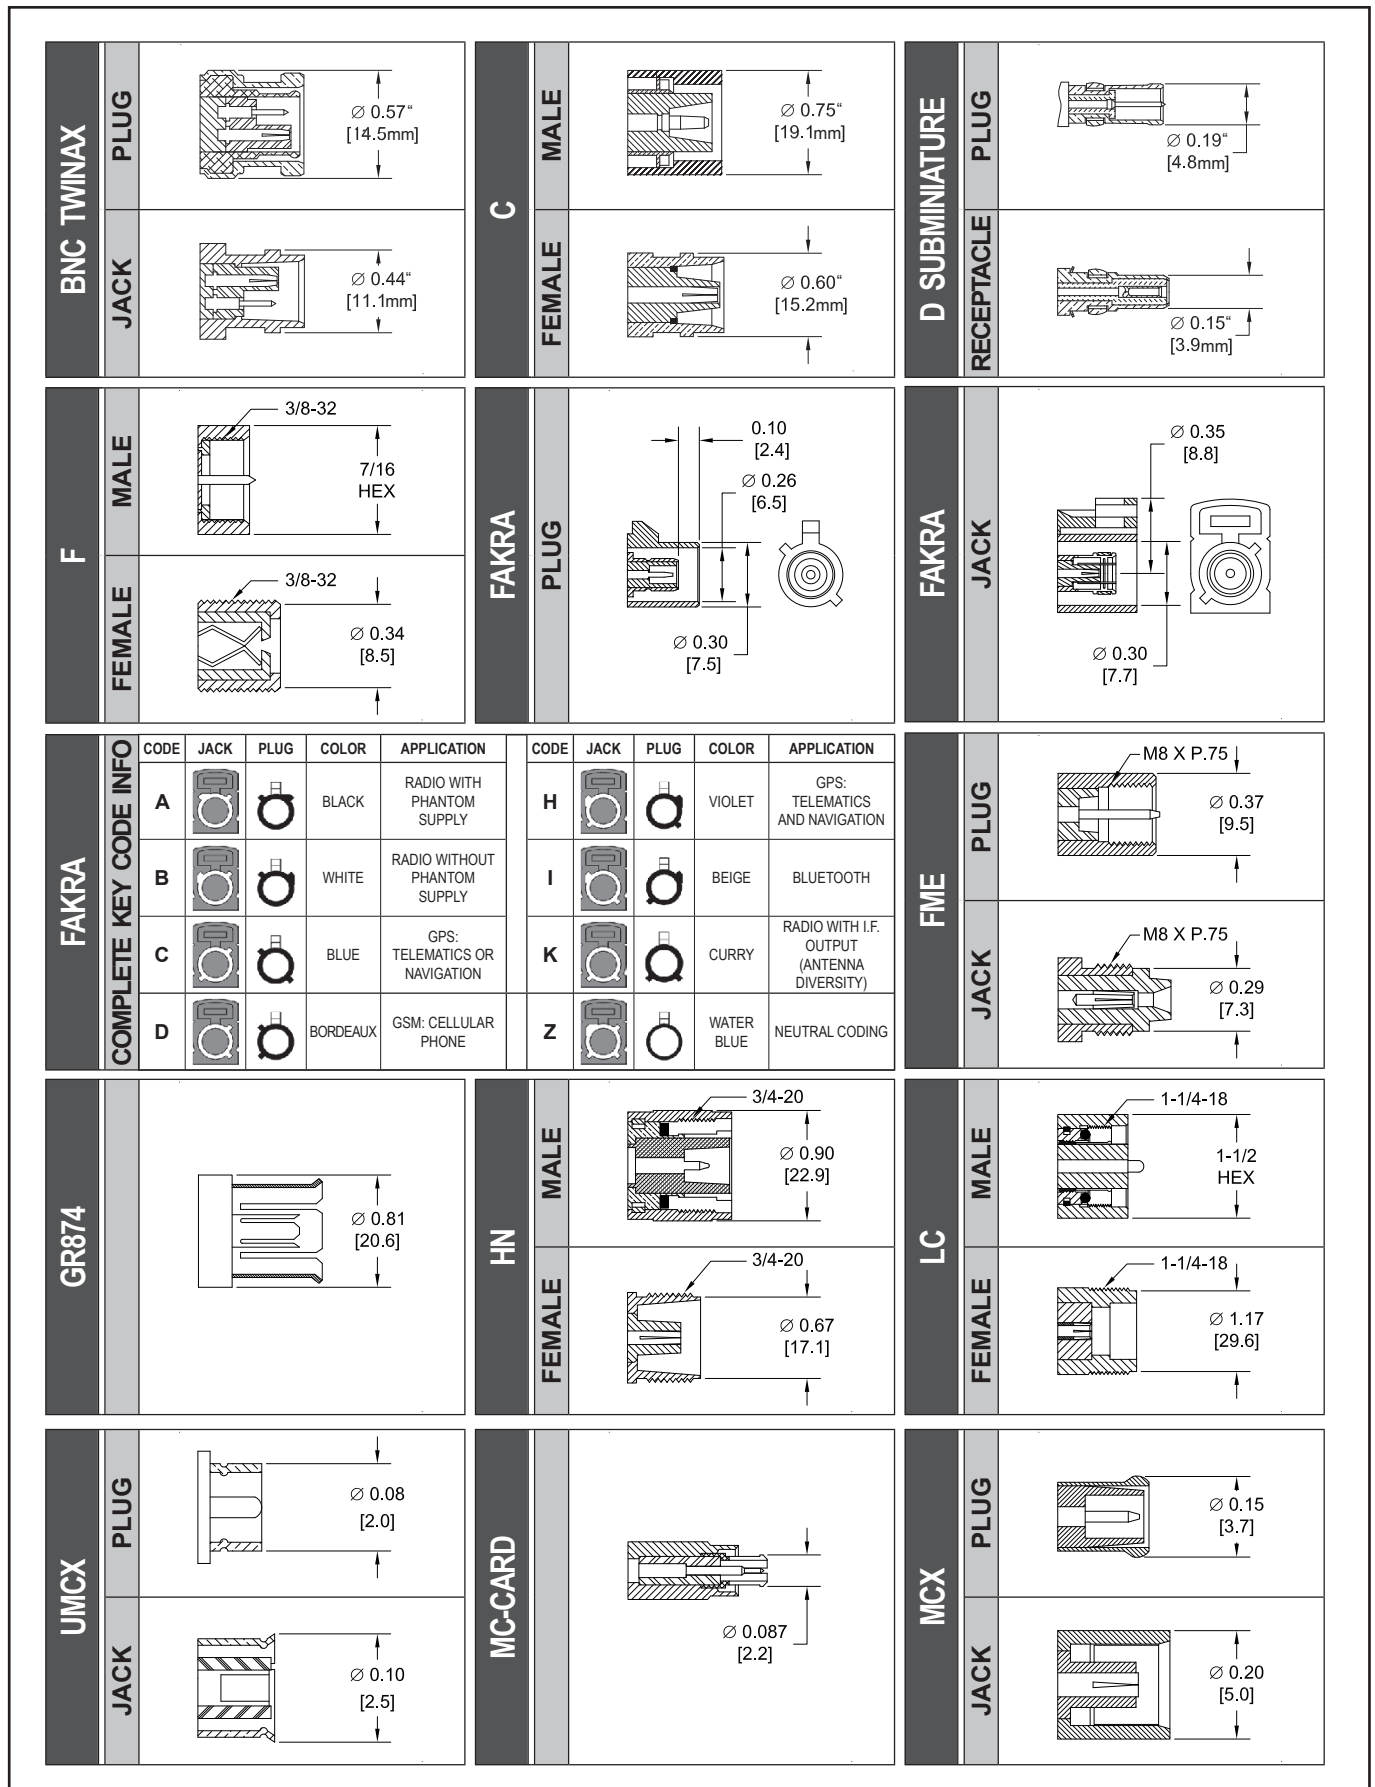 BNC TWINAX
PLUG
Ø 0.57“
[14.5mm]
JACK
Ø 0.44“
[11.1mm]
C
MALE
Ø 0.75“
[19.1mm]
FEMALE
Ø 0.60“
[15.2mm]
D SUBMINIATURE
PLUG
Ø 0.19“
[4.8mm]
RECEPTACLE
Ø 0.15“
[3.9mm]
F
MALE
3/8-32
7/16
HEX
FEMALE
3/8-32
Ø 0.34
[8.5]
FAKRA
PLUG
0.10
[2.4]
Ø 0.26
[6.5]
Ø 0.30
[7.5]
FAKRA
JACK
Ø 0.35
[8.8]
Ø 0.30
[7.7]
FAKRA
COMPLETE KEY CODE INFO
CODE JACK PLUG COLOR APPLICATION
A BLACK
RADIO WITH
PHANTOM
SUPPLY
B WHITE
RADIO WITHOUT
PHANTOM
SUPPLY
C BLUE
GPS:
TELEMATICS OR
NAVIGATION
D BORDEAUX
GSM: CELLULAR
PHONE
CODE JACK PLUG COLOR APPLICATION
H VIOLET
GPS:
TELEMATICS
AND NAVIGATION
I BEIGE BLUETOOTH
K CURRY
RADIO WITH I.F.
OUTPUT
(ANTENNA
DIVERSITY)
Z
WATER
BLUE
NEUTRAL CODING
FME
PLUG
M8 X P.75
Ø 0.37
[9.5]
JACK
M8 X P.75
Ø 0.29
[7.3]
GR874
Ø 0.81
[20.6]
HN
MALE
3/4-20
Ø 0.90
[22.9]
FEMALE
3/4-20
Ø 0.67
[17.1]
LC
MALE
1-1/4-18
1-1/2
HEX
FEMALE
1-1/4-18
Ø 1.17
[29.6]
UMCX
PLUG
Ø 0.08
[2.0]
JACK
Ø 0.10
[2.5]
MC-CARD
Ø 0.087
[2.2]
MCX
PLUG
Ø 0.15
[3.7]
JACK
Ø 0.20
[5.0]